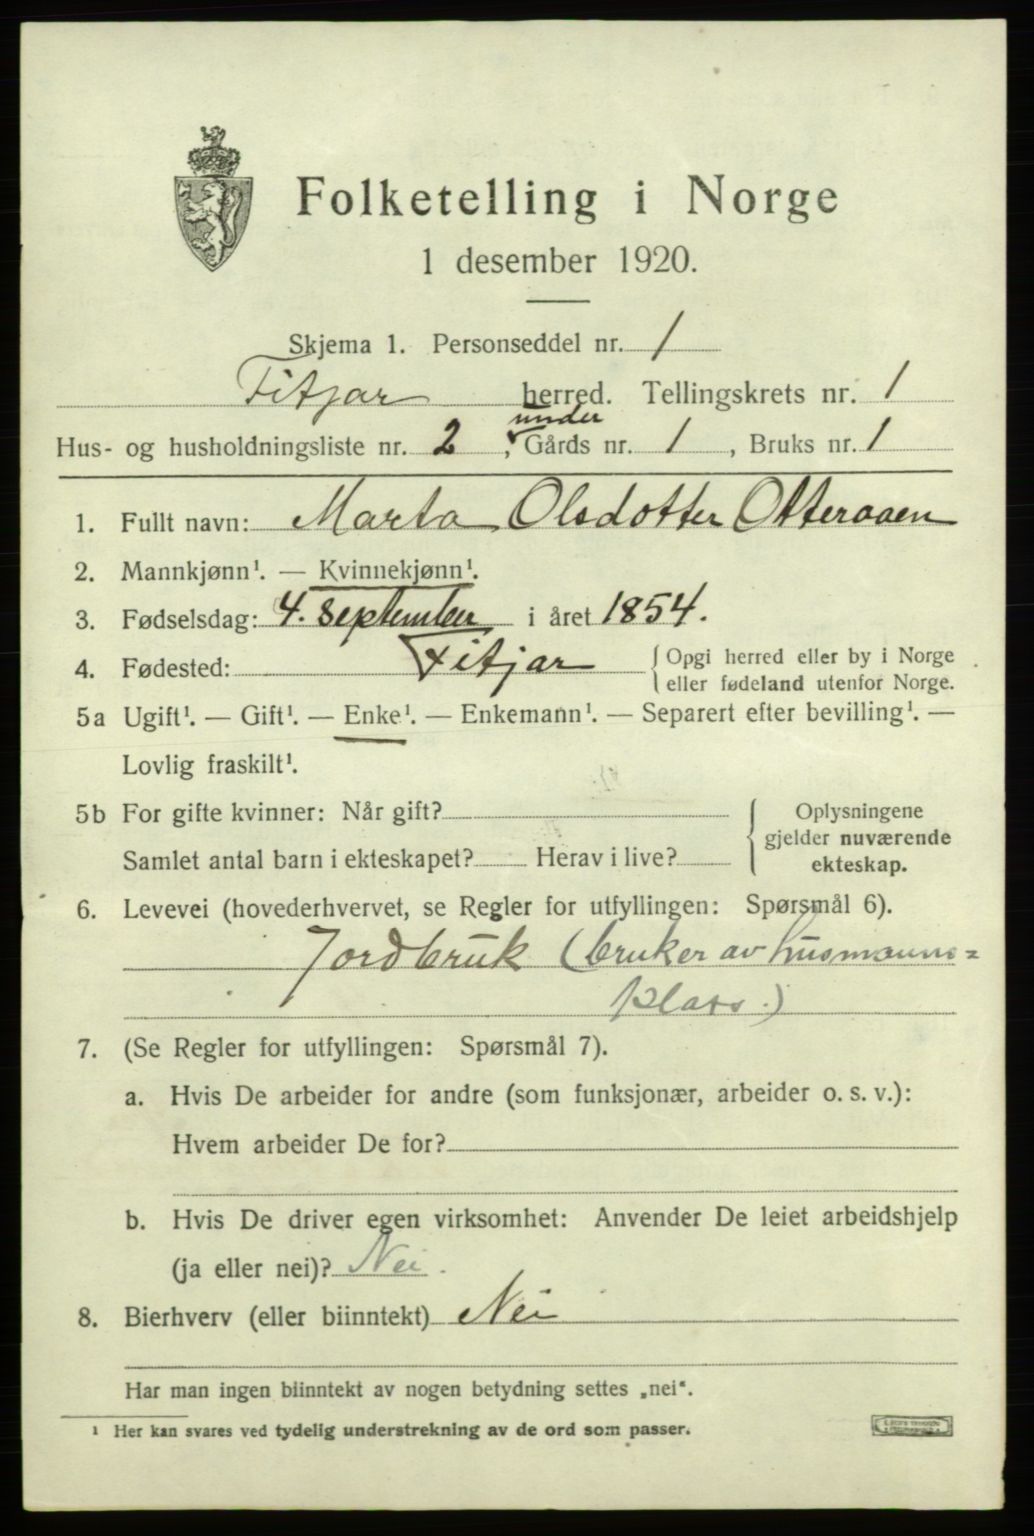 Folketelling i Norge
1 desember 1920.
Skjema 1. Personseddel nr. 1
Fitjar herred. Tellingskrets nr. 1
under
Hus- og husholdningsliste nr. 2, Gårds nr. 1, Bruks nr. 1
1. Fullt navn: Marta Olsdotter Otteraaen
2. Mannkjønn¹. — Kvinnekjønn¹.
3. Fødselsdag: 4. september i året 1854.
4. Fødested: Fitjar { Opgi herred eller by i Norge
eller fødeland utenfor Norge.
5a Ugift¹. — Gift¹. — Enke¹. — Enkemann¹. — Separert efter bevilling¹. —
Lovlig fraskilt¹.
5b For gifte kvinner: Når gift? { Oplysningene
gjelder nuværende
Samlet antal barn i ekteskapet? Herav i live? ekteskap.
6. Levevei (hovederhvervet, se Regler for utfyllingen: Spørsmål 6).
Jordbruk (bruker av husmanns=
plass.)
7. (Se Regler for utfyllingen: Spørsmål 7).
a. Hvis De arbeider for andre (som funksjonær, arbeider o. s. v.):
Hvem arbeider De for?
b. Hvis De driver egen virksomhet: Anvender De leiet arbeidshjelp
(ja eller nei)? Nei.
8. Bierhverv (eller biinntekt) Nei
Har man ingen biinntekt av nogen betydning settes „nei".
¹ Her kan svares ved tydelig understrekning av de ord som passer.